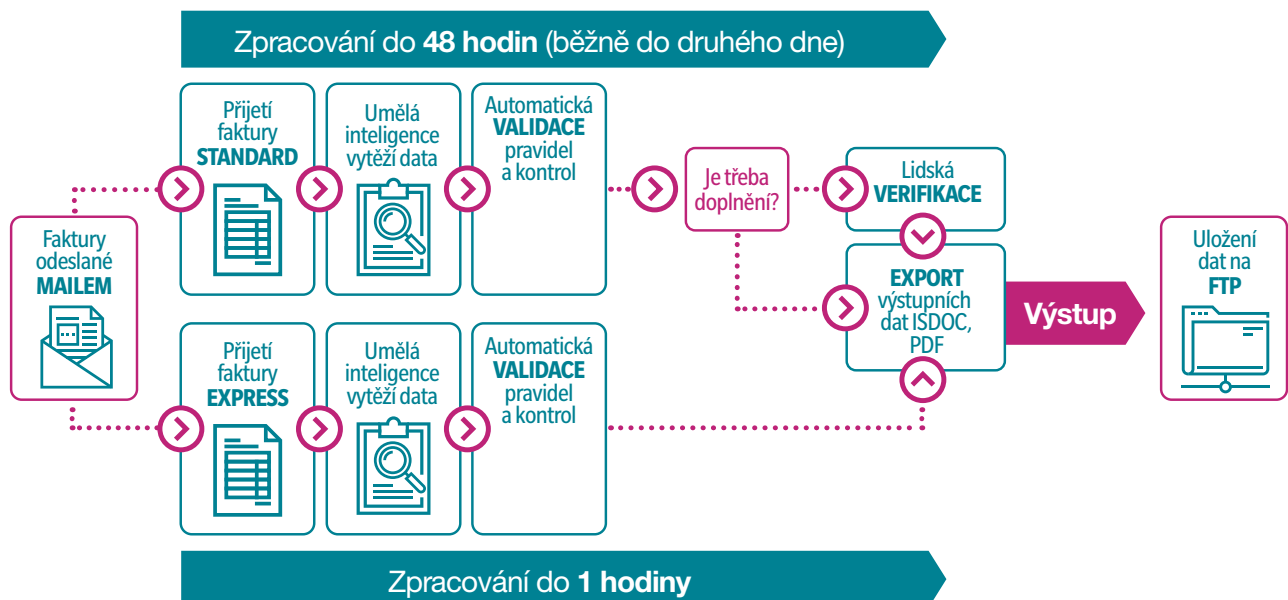 Zpracování do 48 hodin (běžně do druhého dne)
Faktury
odeslané
MAILEM
Přijetí
faktury
STANDARD
Umělá
inteligence
vytěží data
Automatická
VALIDACE
pravidel
a kontrol
Je třeba
doplnění?
Lidská
VERIFIKACE
EXPORT
výstupních
dat ISDOC,
PDF
Výstup
Uložení
dat na
FTP
Přijetí
faktury
EXPRESS
Umělá
inteligence
vytěží data
Automatická
VALIDACE
pravidel
a kontrol
Zpracování do 1 hodiny